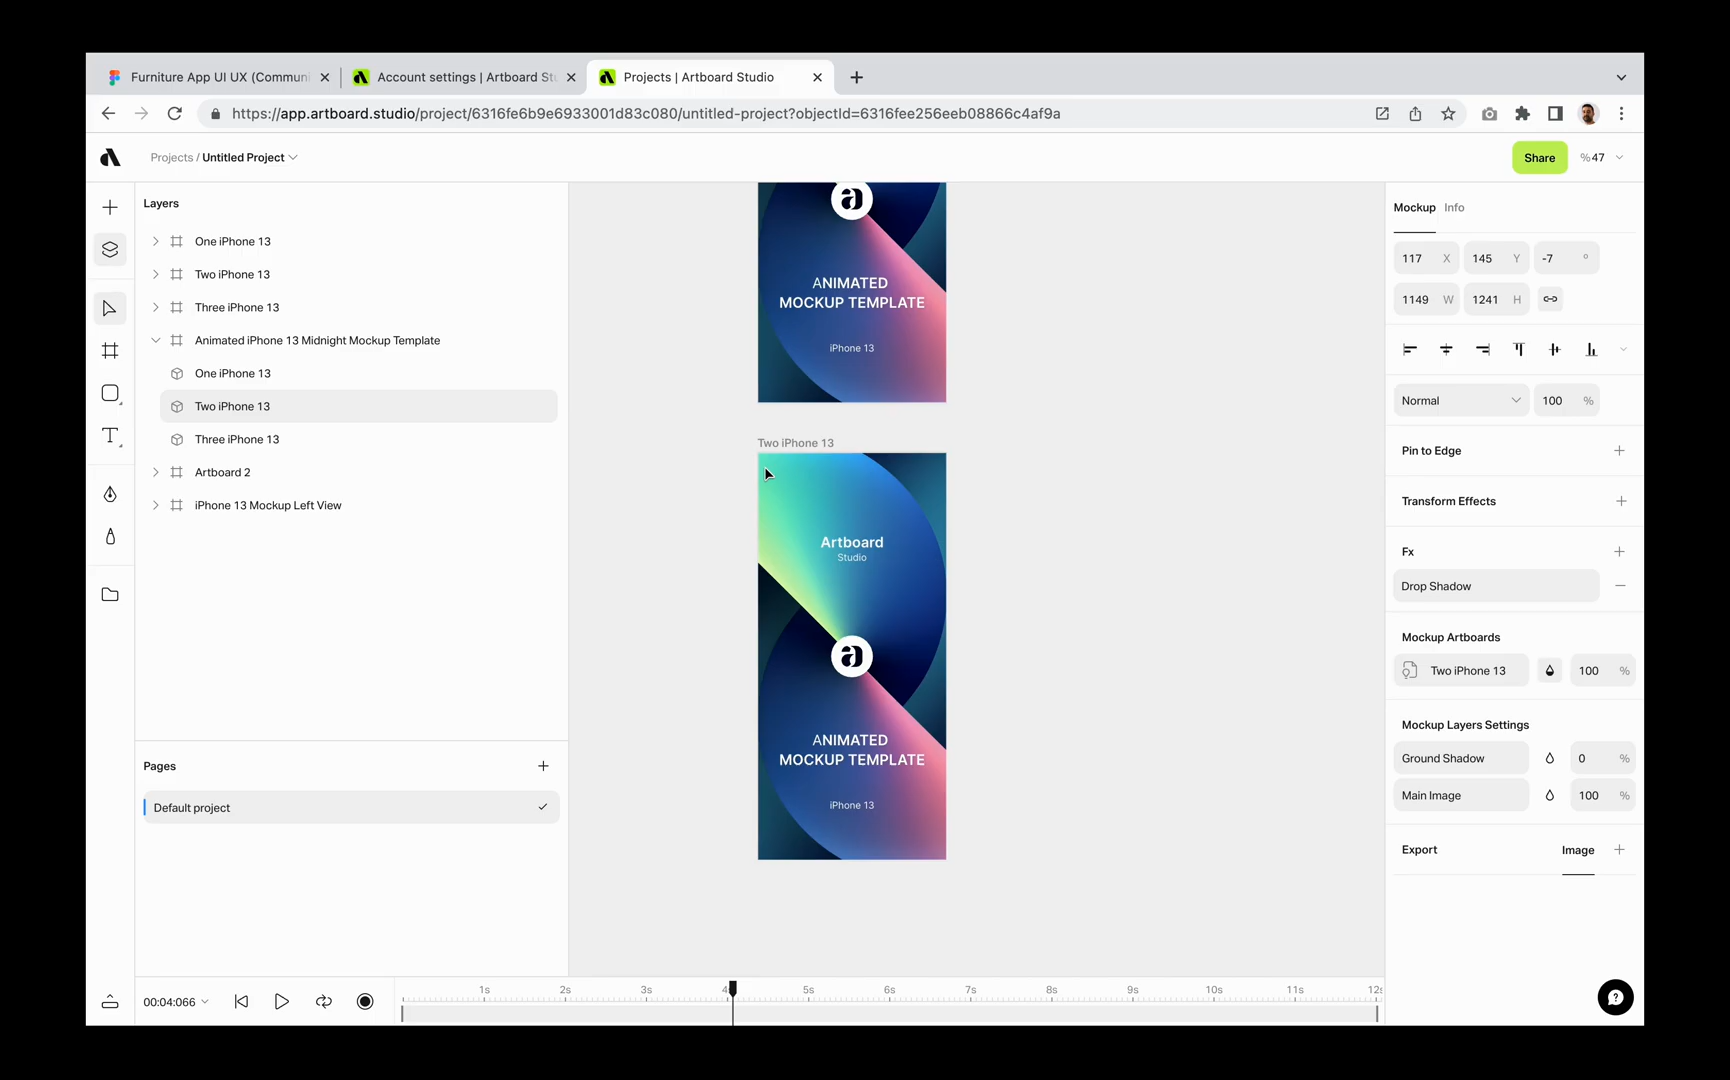 Furniture App UI UX (Communi
Account settings | Artboard Stu
Projects | Artboard Studio
https://app.artboard.studio/project/6316fe6b9e6933001d83c080/untitled-project?objectId=6316fee256eeb08866c4af9a
Projects / Untitled Project
Share
% 47
Layers
One iPhone 13
Two iPhone 13
Three iPhone 13
Animated iPhone 13 Midnight Mockup Template
One iPhone 13
Two iPhone 13
Three iPhone 13
Artboard 2
iPhone 13 Mockup Left View
Pages
Default project
a
ANIMATED
MOCKUP TEMPLATE
iPhone 13
Two iPhone 13
Artboard
Studio
a
ANIMATED
MOCKUP TEMPLATE
iPhone 13
Mockup Info
117 X 145 Y -7 °
1149 W 1241 H
Normal 100 %
Pin to Edge
Transform Effects
Fx
Drop Shadow
Mockup Artboards
Two iPhone 13 100 %
Mockup Layers Settings
Ground Shadow 0 %
Main Image 100 %
Export Image
00:04:066
1s 2s 3s 4 5s 6s 7s 8s 9s 10s 11s 12s